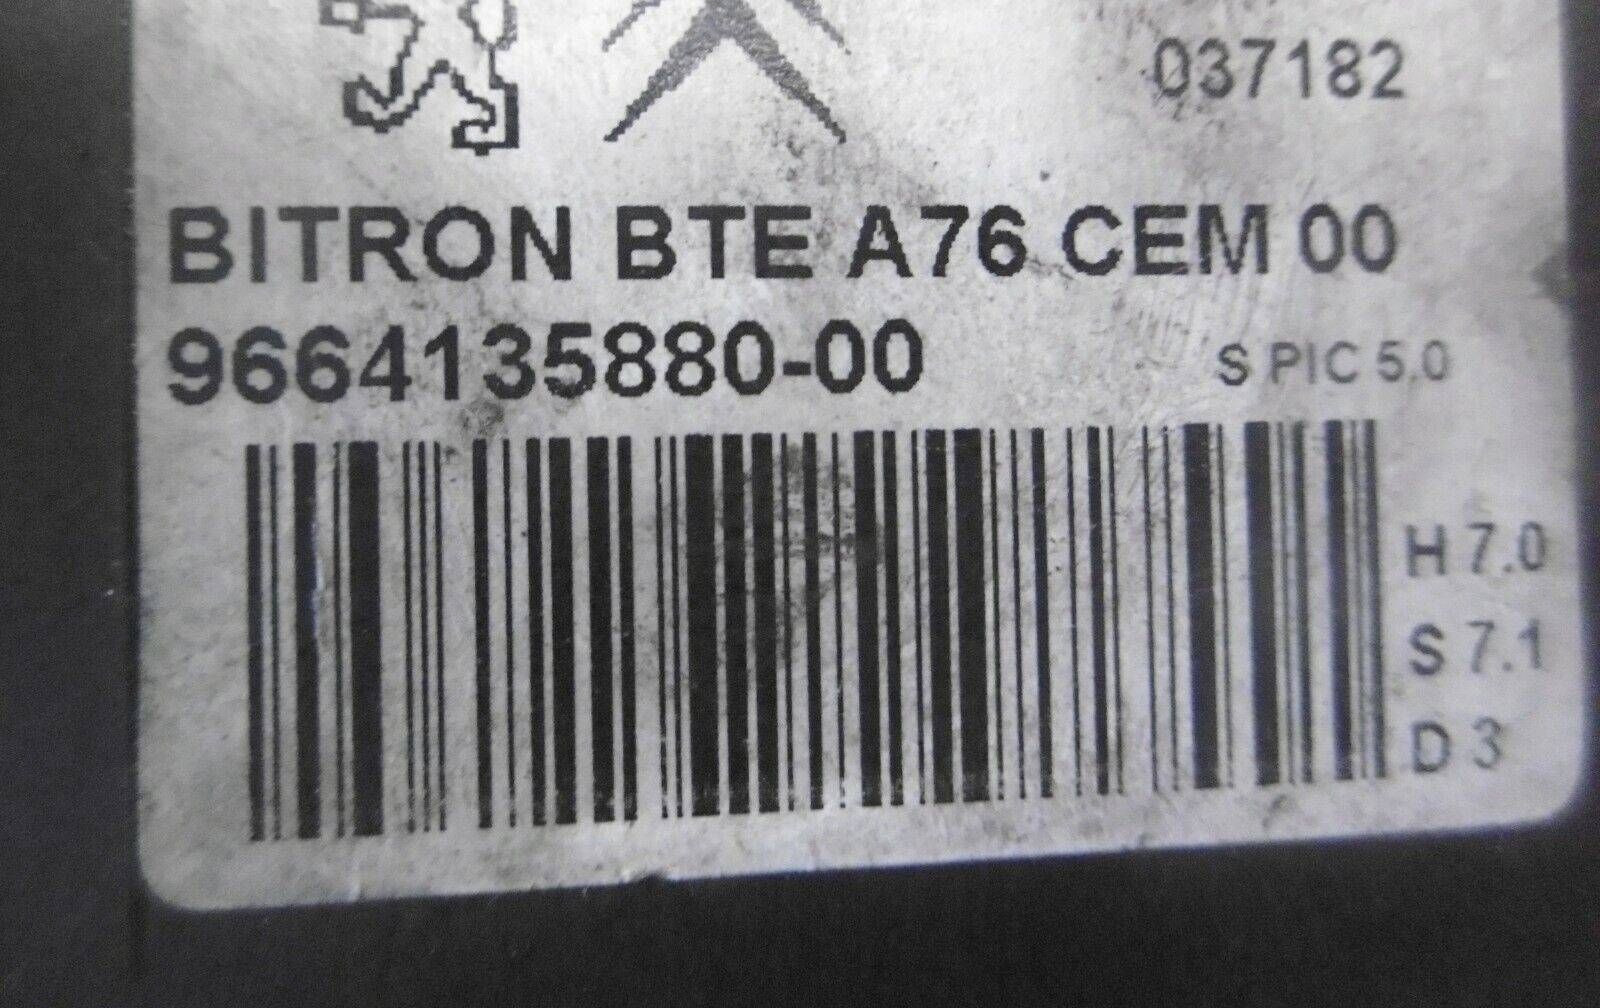 037182
BITRON BTE A76 CEM 00
9664135880-00
S PIC 5.0
H 7.0
S 7.1
D 3